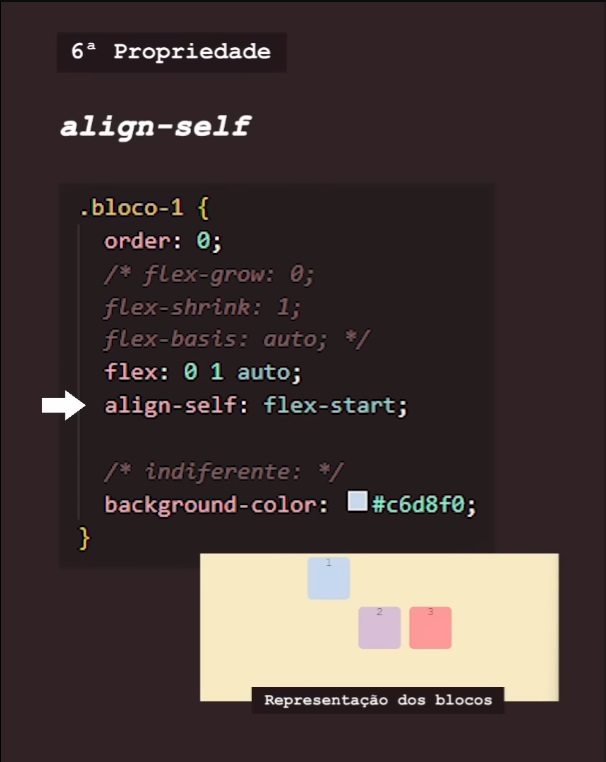 6ª Propriedade
align-self
.bloco-1 {
order: 0;
/* flex-grow: 0;
flex-shrink: 1;
flex-basis: auto; */
flex: 0 1 auto;
align-self: flex-start;
/* indiferente: */
background-color: #c6d8f0;
}
1
2 3
Representação dos blocos